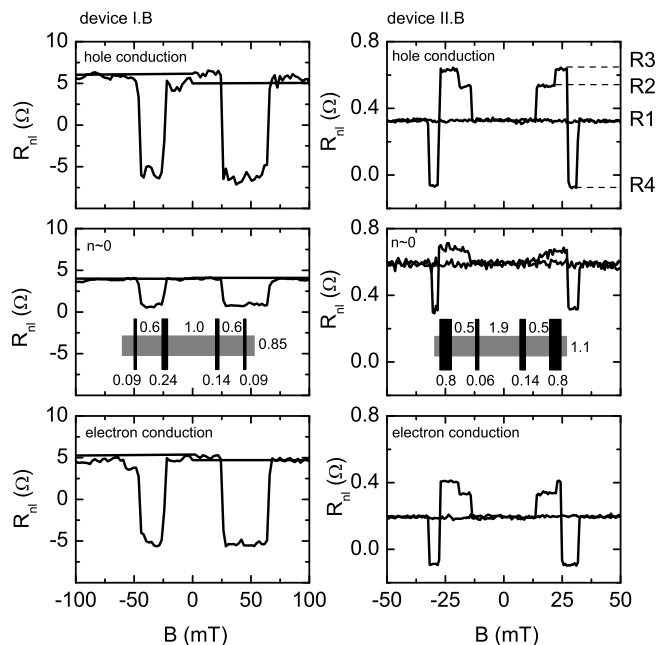 device I.B
device II.B
hole conduction
10
5
0
-5
R_nl (Ω)
hole conduction
0.8
0.4
0.0
R_nl (Ω)
R3
R2
R1
R4
n~0
10
5
0
-5
R_nl (Ω)
0.6
1.0
0.6
0.85
0.09
0.24
0.14
0.09
n~0
0.8
0.4
0.0
R_nl (Ω)
0.5
1.9
0.5
1.1
0.8
0.06
0.14
0.8
electron conduction
10
5
0
-5
R_nl (Ω)
-100
-50
0
50
100
B (mT)
electron conduction
0.8
0.4
0.0
R_nl (Ω)
-50
-25
0
25
50
B (mT)